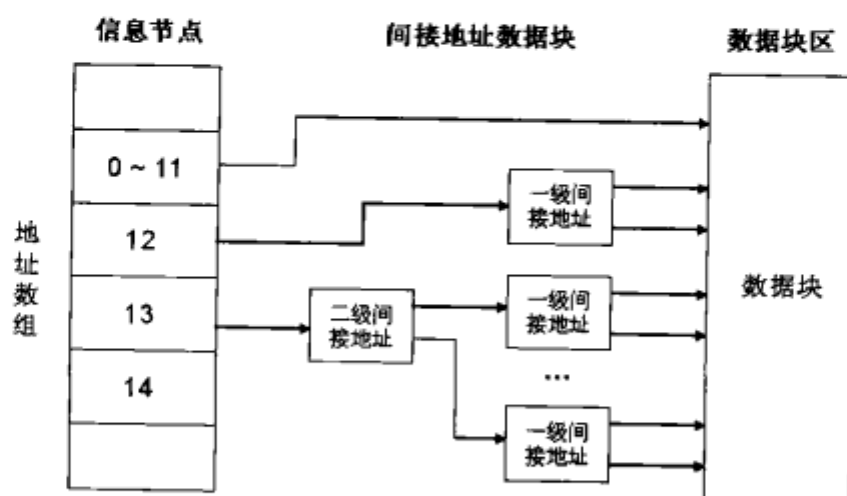 信息节点
间接地址数据块
数据块区
地址数组
0 ~ 11
12
13
14
二级间
接地址
一级间
接地址
一级间
接地址
...
一级间
接地址
数据块